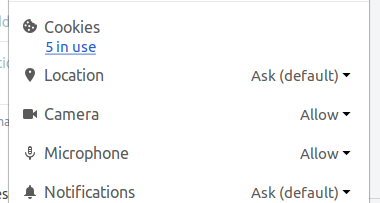 Cookies
5 in use
Location Ask (default)
Camera Allow
Microphone Allow
Notifications Ask (default)